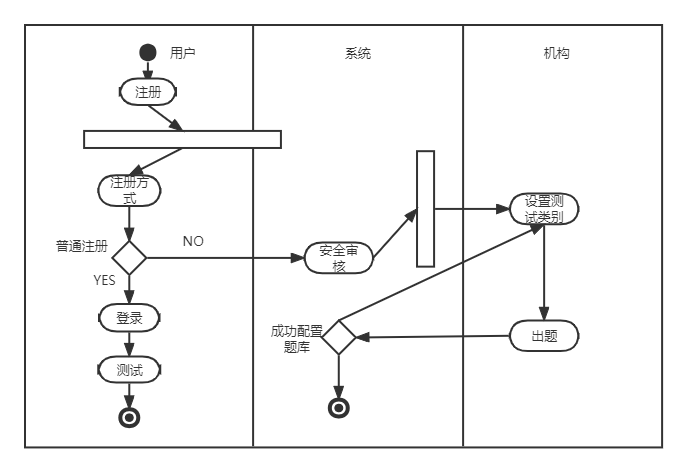 用户
系统
机构
注册
注册方
式
普通注册
NO
YES
安全审
核
设置测
试类别
登录
成功配置
题库
出题
测试